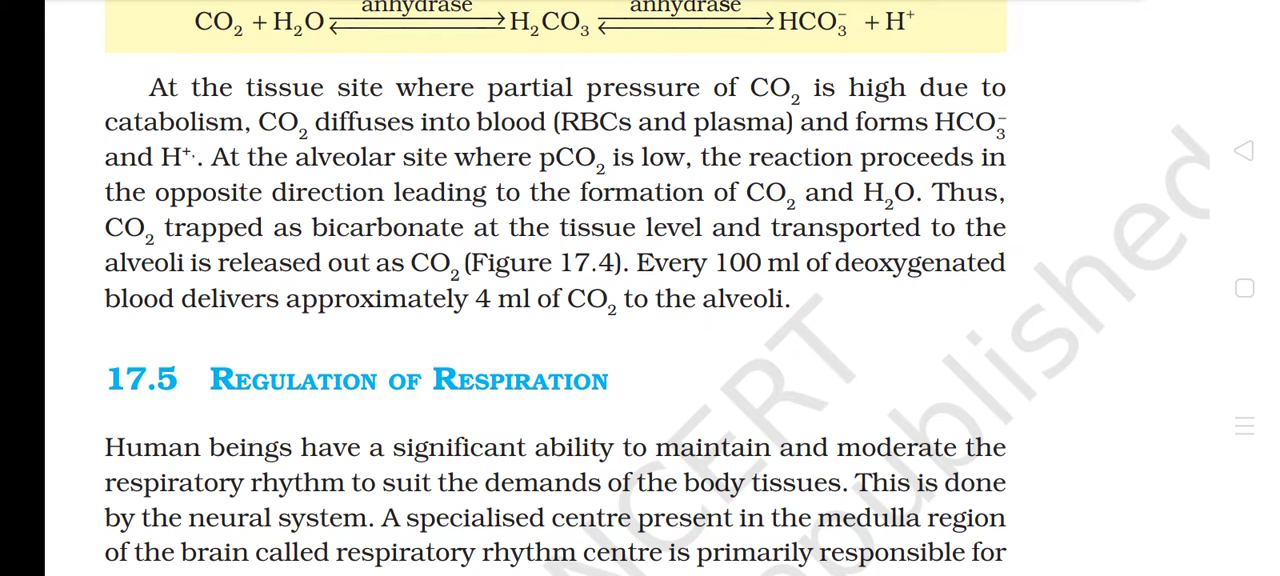 anhydrase anhydrase
CO₂ + H₂O ⇌ H₂CO₃ ⇌ HCO₃⁻ + H⁺
At the tissue site where partial pressure of CO₂ is high due to
catabolism, CO₂ diffuses into blood (RBCs and plasma) and forms HCO₃⁻
and H⁺·. At the alveolar site where pCO₂ is low, the reaction proceeds in
the opposite direction leading to the formation of CO₂ and H₂O. Thus,
CO₂ trapped as bicarbonate at the tissue level and transported to the
alveoli is released out as CO₂ (Figure 17.4). Every 100 ml of deoxygenated
blood delivers approximately 4 ml of CO₂ to the alveoli.
17.5 REGULATION OF RESPIRATION
Human beings have a significant ability to maintain and moderate the
respiratory rhythm to suit the demands of the body tissues. This is done
by the neural system. A specialised centre present in the medulla region
of the brain called respiratory rhythm centre is primarily responsible for
NCERT
republished